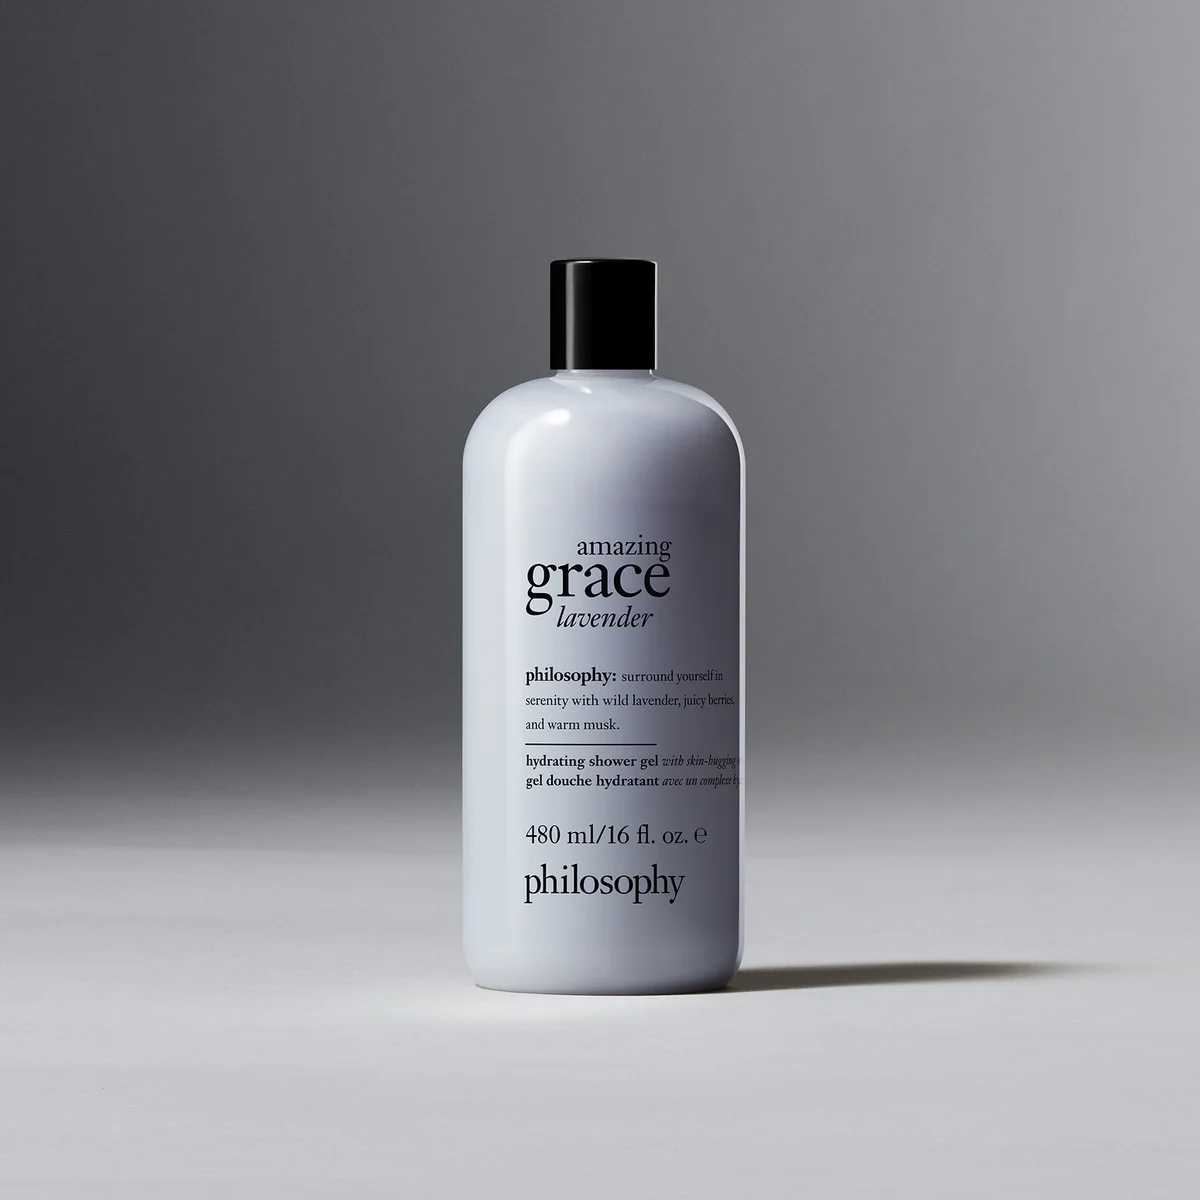 amazing
grace
lavender
philosophy: surround yourself in
serenity with wild lavender, juicy berries,
and warm musk.
hydrating shower gel with skin-hugging
gel douche hydratant avec un complexe
480 ml/16 fl. oz. ℮
philosophy